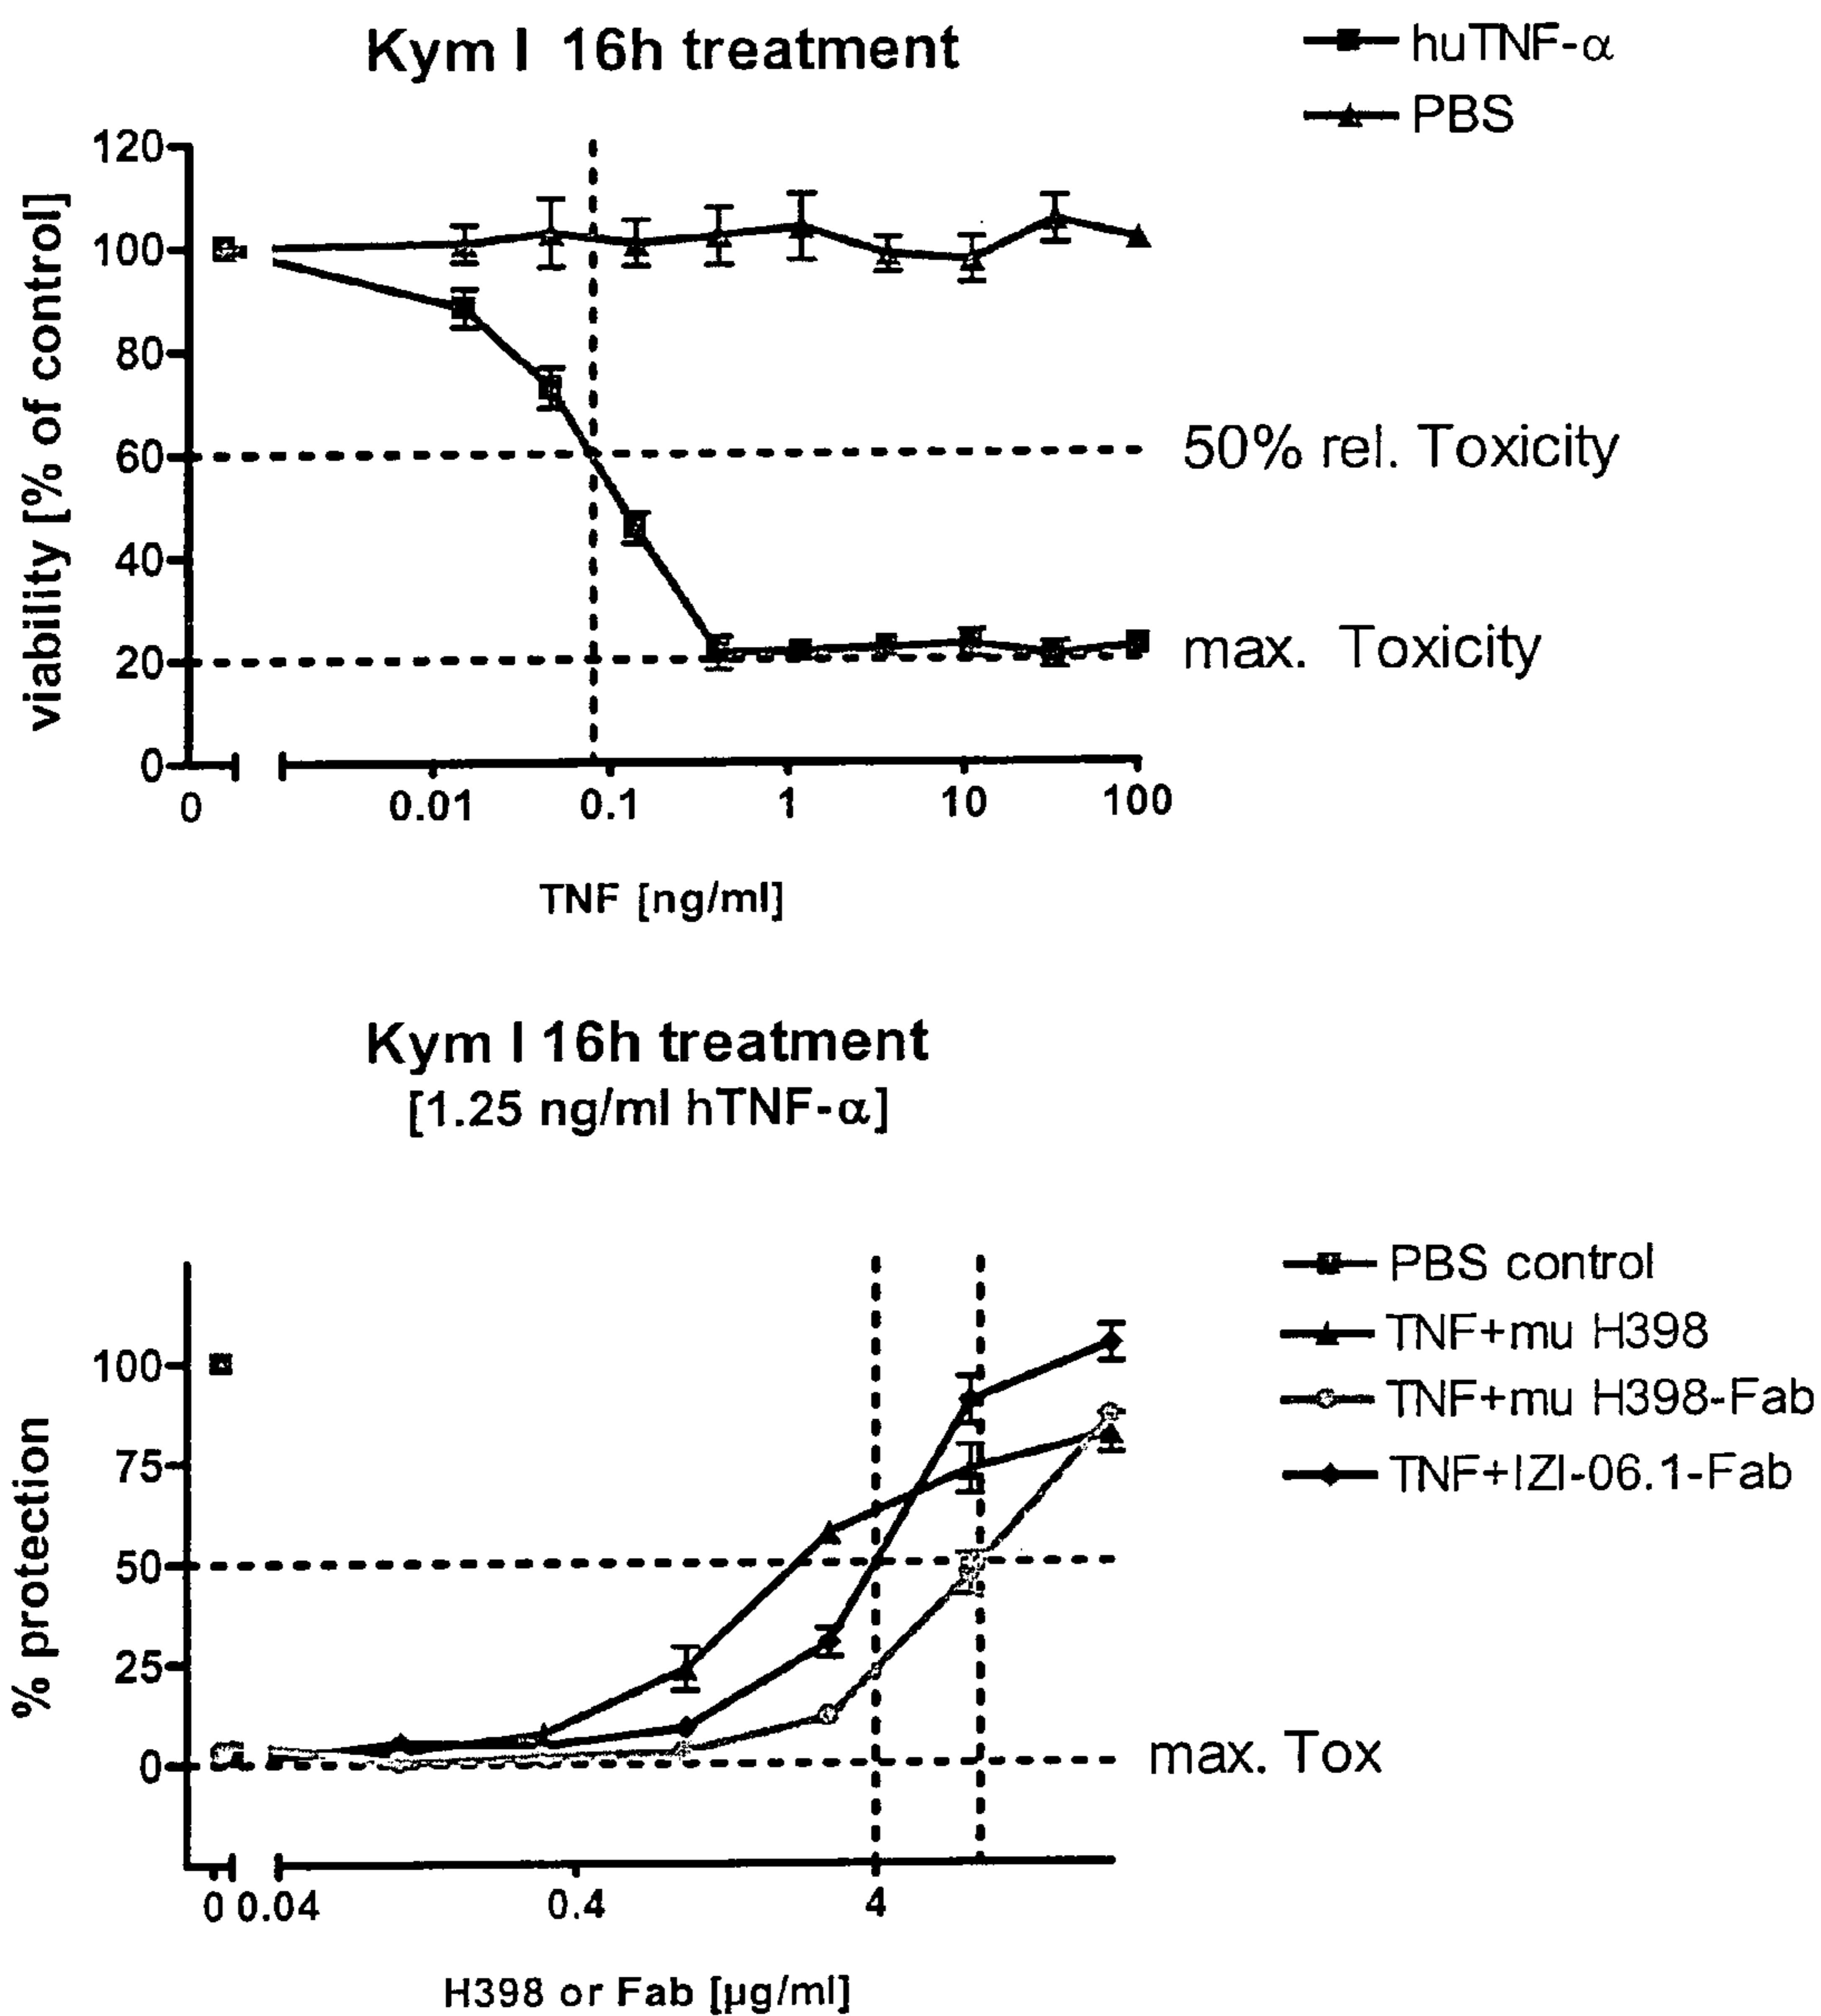 Kym I 16h treatment
huTNF-α
PBS
120
100
80
60
40
20
0
viability [% of control]
50% rel. Toxicity
max. Toxicity
0
0.01
0.1
1
10
100
TNF [ng/ml]
Kym I 16h treatment
[1.25 ng/ml hTNF-α]
PBS control
TNF+mu H398
TNF+mu H398-Fab
TNF+IZI-06.1-Fab
100
75
50
25
0
% protection
max. Tox
0
0.04
0.4
4
H398 or Fab [µg/ml]